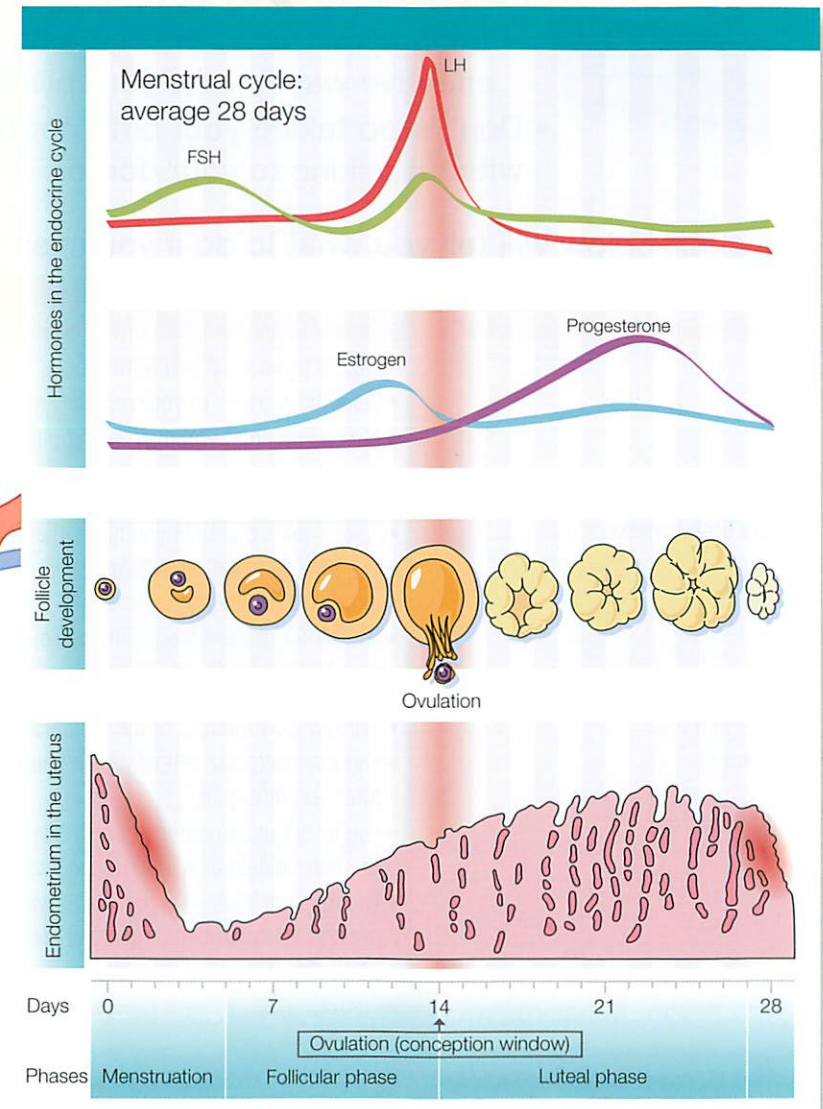 Menstrual cycle:
average 28 days
LH
FSH
Hormones in the endocrine cycle
Progesterone
Estrogen
Follicle
development
Ovulation
Endometrium in the uterus
Days 0 7 14 21 28
Ovulation (conception window)
Phases Menstruation Follicular phase Luteal phase